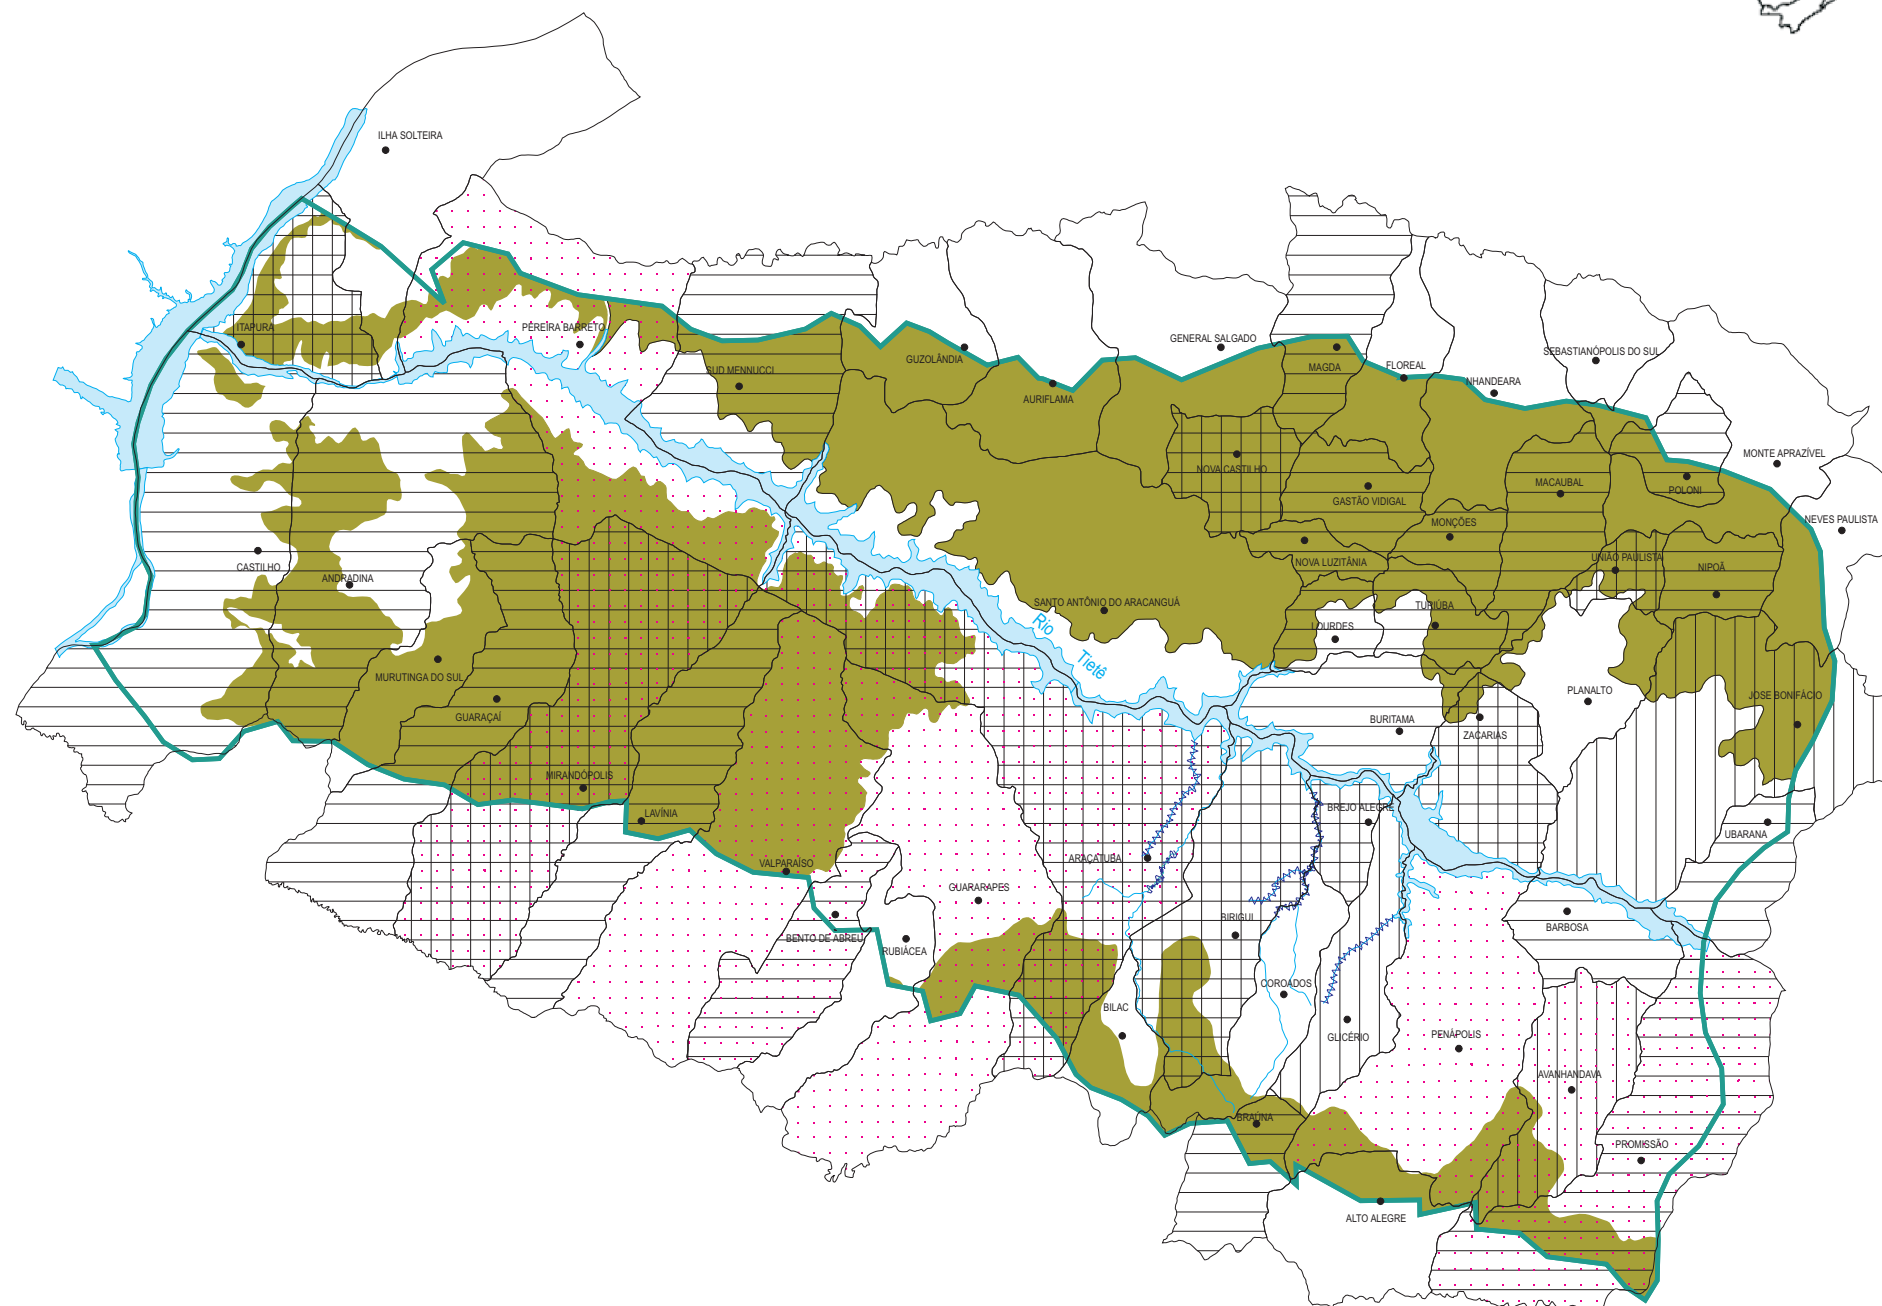 ILHA SOLTEIRA
ITAPURA
PEREIRA BARRETO
SUD MENNUCCI
GUZOLÂNDIA
AURIFLAMA
GENERAL SALGADO
MAGDA
FLOREAL
NHANDEARA
SEBASTIANÓPOLIS DO SUL
MONTE APRAZÍVEL
NEVES PAULISTA
NOVA CASTILHO
GASTÃO VIDIGAL
MACAUBAL
POLONI
MONÇÕES
NOVA LUZITÂNIA
UNIÃO PAULISTA
NIPOÃ
CASTILHO
ANDRADINA
SANTO ANTÔNIO DO ARACANGUÁ
TURIÚBA
LOURDES
Rio
Tietê
MURUTINGA DO SUL
GUARAÇAÍ
BURITAMA
ZACARIAS
PLANALTO
JOSE BONIFÁCIO
MIRANDÓPOLIS
LAVÍNIA
BREJO ALEGRE
UBARANA
VALPARAÍSO
ARAÇATUBA
GUARARAPES
BENTO DE ABREU
RUBIÁCEA
BIRIGUI
BARBOSA
COROADOS
BILAC
GLICÉRIO
PENÁPOLIS
AVANHANDAVA
BRAÚNA
PROMISSÃO
ALTO ALEGRE